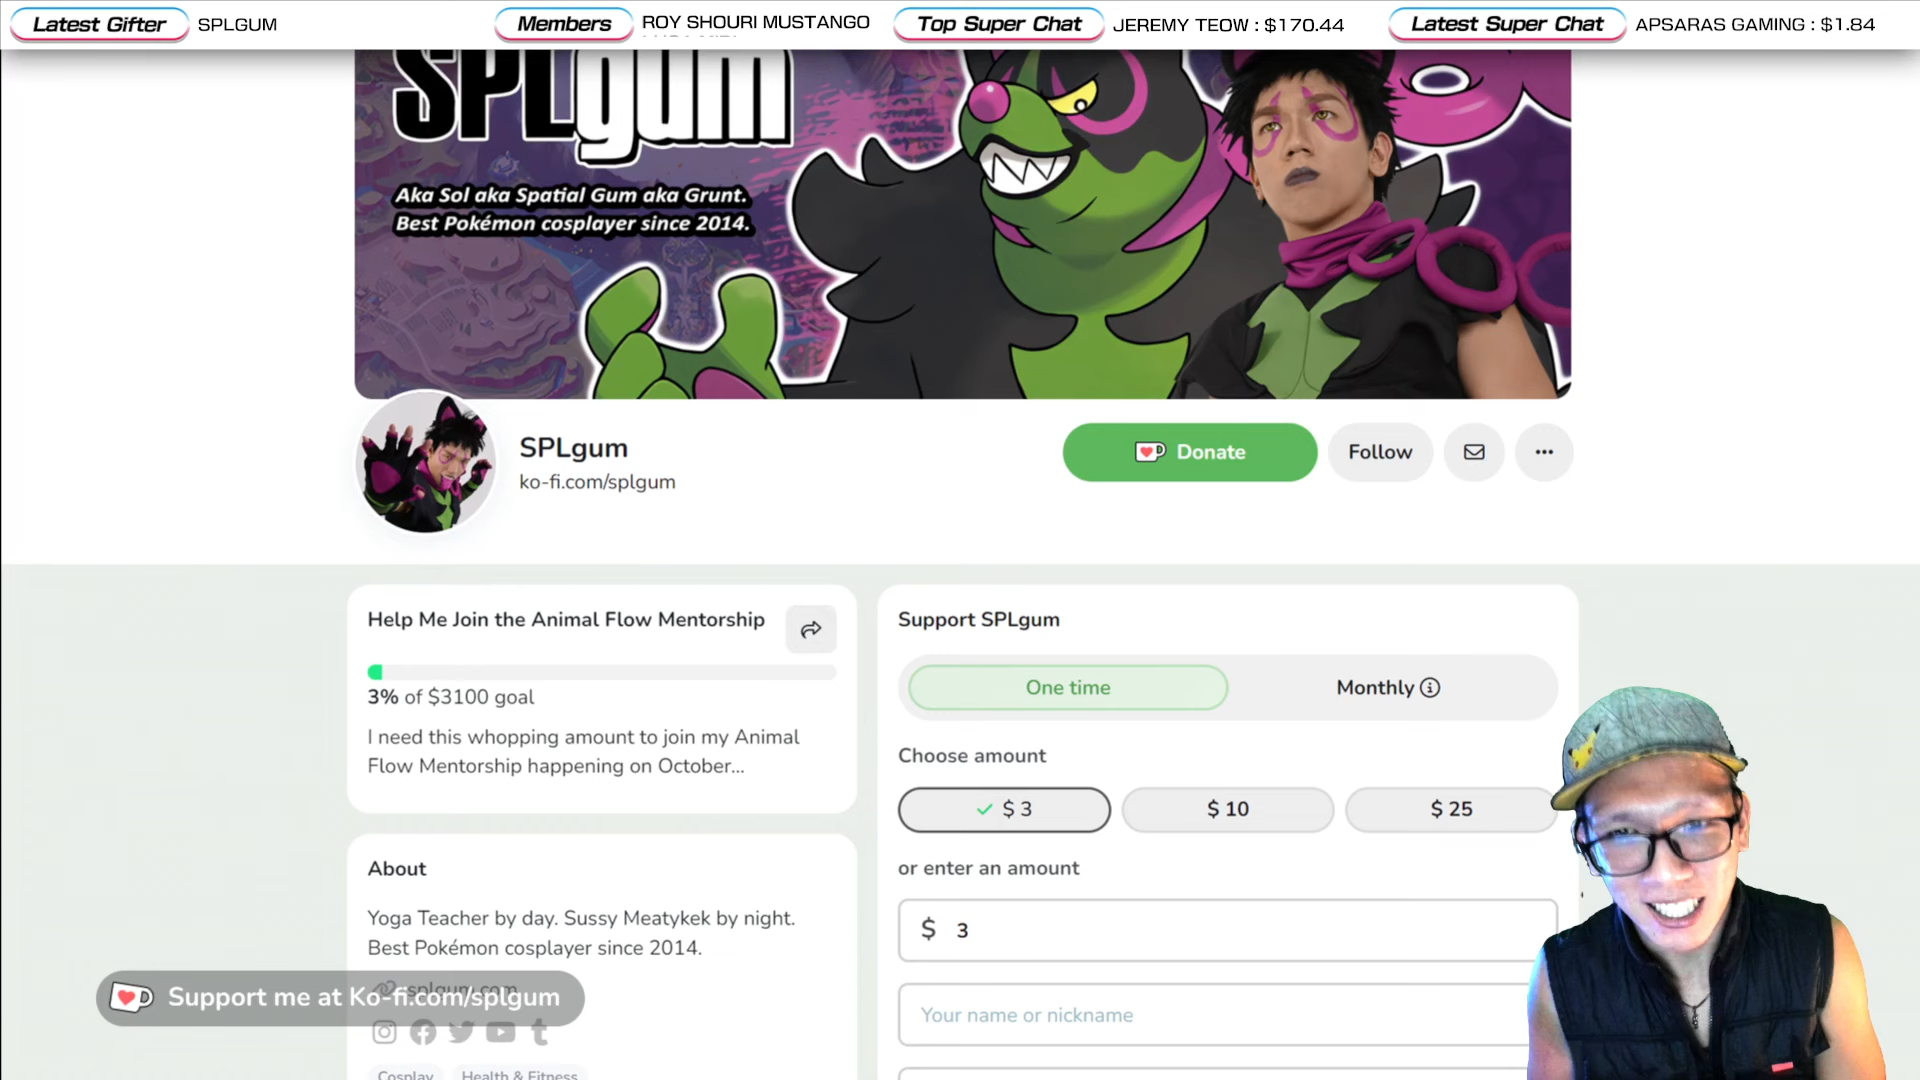 Latest Gifter SPLGUM Members ROY SHOURI MUSTANGO Top Super Chat JEREMY TEOW : $170.44 Latest Super Chat APSARAS GAMING : $1.84
SPLgum
Aka Sol aka Spatial Gum aka Grunt.
Best Pokémon cosplayer since 2014.
SPLgum
ko-fi.com/splgum
Donate
Follow
Help Me Join the Animal Flow Mentorship
3% of $3100 goal
I need this whopping amount to join my Animal
Flow Mentorship happening on October...
About
Yoga Teacher by day. Sussy Meatykek by night.
Best Pokémon cosplayer since 2014.
splgum.com
Support me at Ko-fi.com/splgum
Cosplay Health & Fitness
Support SPLgum
One time Monthly
Choose amount
$ 3 $ 10 $ 25
or enter an amount
$ 3
Your name or nickname